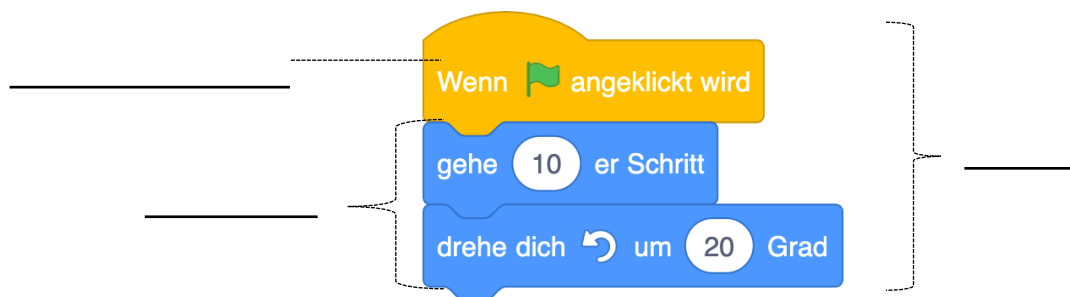 Wenn angeklickt wird
gehe 10 er Schritt
drehe dich um 20 Grad